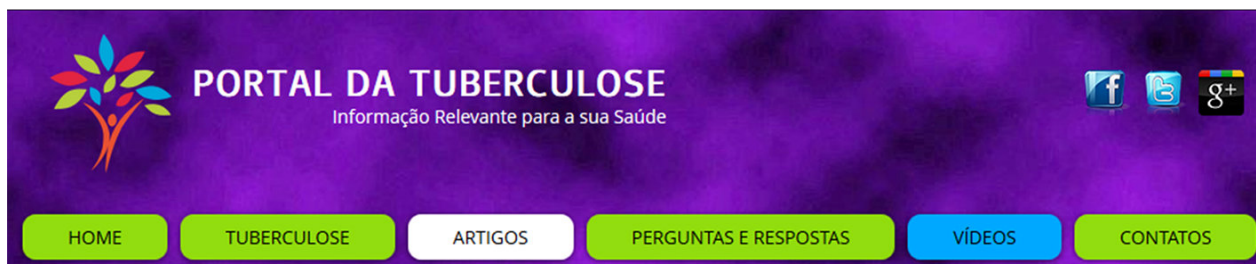 PORTAL DA TUBERCULOSE
Informação Relevante para a sua Saúde
f
t
g+
HOME
TUBERCULOSE
ARTIGOS
PERGUNTAS E RESPOSTAS
VÍDEOS
CONTATOS